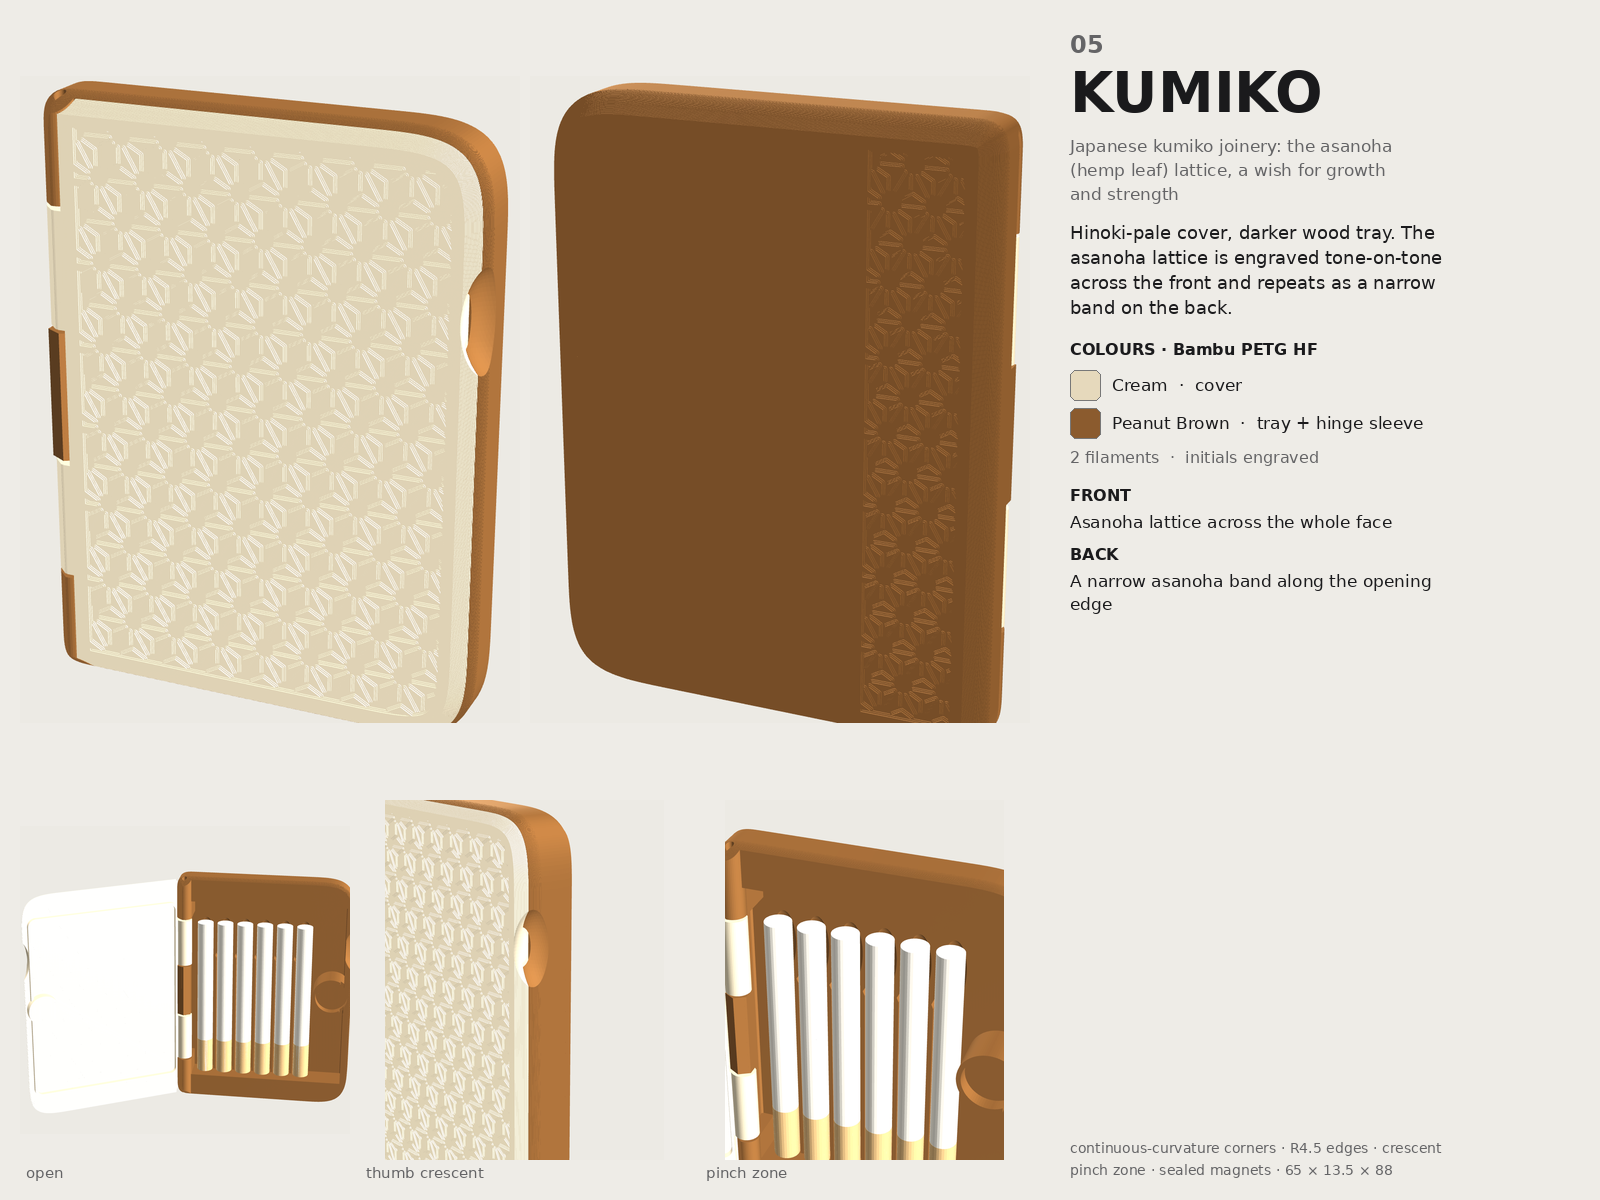 05
KUMIKO
Japanese kumiko joinery: the asanoha
(hemp leaf) lattice, a wish for growth
and strength
Hinoki-pale cover, darker wood tray. The
asanoha lattice is engraved tone-on-tone
across the front and repeats as a narrow
band on the back.
COLOURS · Bambu PETG HF
Cream · cover
Peanut Brown · tray + hinge sleeve
2 filaments · initials engraved
FRONT
Asanoha lattice across the whole face
BACK
A narrow asanoha band along the opening
edge
open
thumb crescent
pinch zone
continuous-curvature corners · R4.5 edges · crescent
pinch zone · sealed magnets · 65 × 13.5 × 88